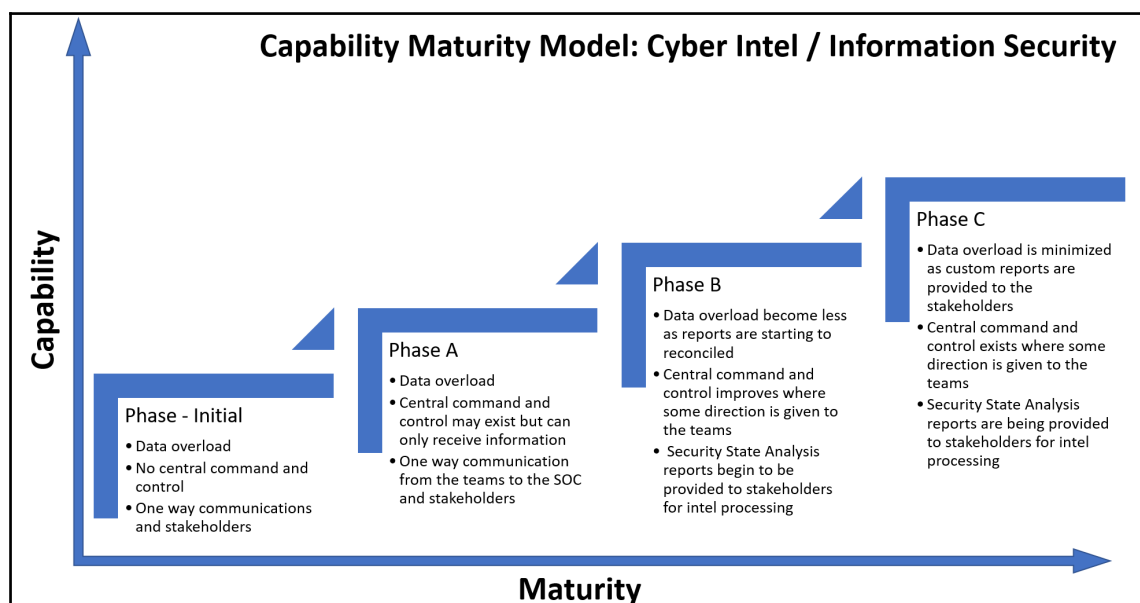 Capability Maturity Model: Cyber Intel / Information Security
Capability
Phase - Initial
• Data overload
• No central command and
control
• One way communications
and stakeholders
Phase A
• Data overload
• Central command and
control may exist but can
only receive information
• One way communication
from the teams to the SOC
and stakeholders
Phase B
• Data overload become less
as reports are starting to
reconciled
• Central command and
control improves where
some direction is given to
the teams
• Security State Analysis
reports begin to be
provided to stakeholders
for intel processing
Phase C
• Data overload is minimized
as custom reports are
provided to the
stakeholders
• Central command and
control exists where some
direction is given to the
teams
• Security State Analysis
reports are being provided
to stakeholders for intel
processing
Maturity